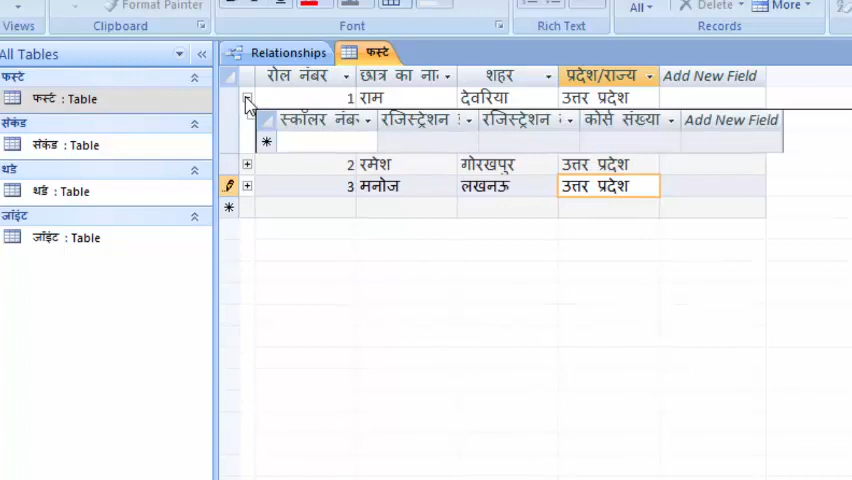 Format Painter
All
Delete
More
Views
Clipboard
Font
Rich Text
Records
All Tables
Relationships
फर्स्ट
फर्स्ट
फर्स्ट : Table
सेकंड
सेकंड : Table
थर्ड
थर्ड : Table
जॉइंट
जॉइंट : Table
रोल नंबर छात्र का शहर प्रदेश/राज्य Add New Field
1 राम देवरिया उत्तर प्रदेश
स्कॉलर रजिस्ट्रेशन रजिस्ट्रेशन कोर्स संख्या Add New Field
2 रमेश गोरखपुर उत्तर प्रदेश
3 मनोज लखनऊ उत्तर प्रदेश